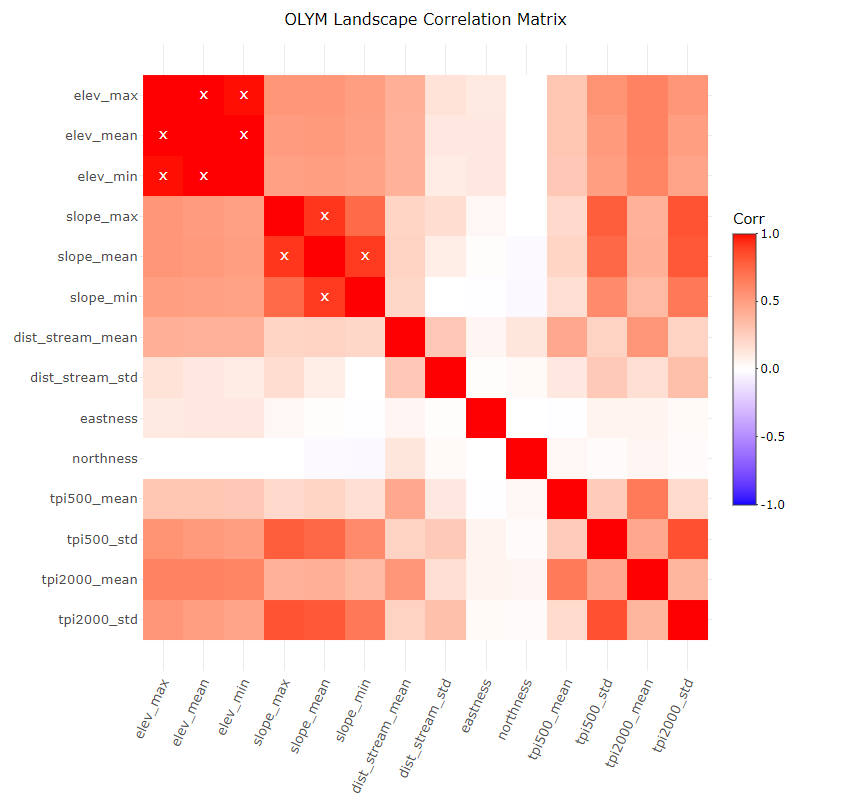 OLYM Landscape Correlation Matrix
elev_max x x
elev_mean x x
elev_min x x
slope_max x
slope_mean x x
slope_min x
dist_stream_mean
dist_stream_std
eastness
northness
tpi500_mean
tpi500_std
tpi2000_mean
tpi2000_std
elev_max
elev_mean
elev_min
slope_max
slope_mean
slope_min
dist_stream_mean
dist_stream_std
eastness
northness
tpi500_mean
tpi500_std
tpi2000_mean
tpi2000_std
Corr
1.0
0.5
0.0
-0.5
-1.0